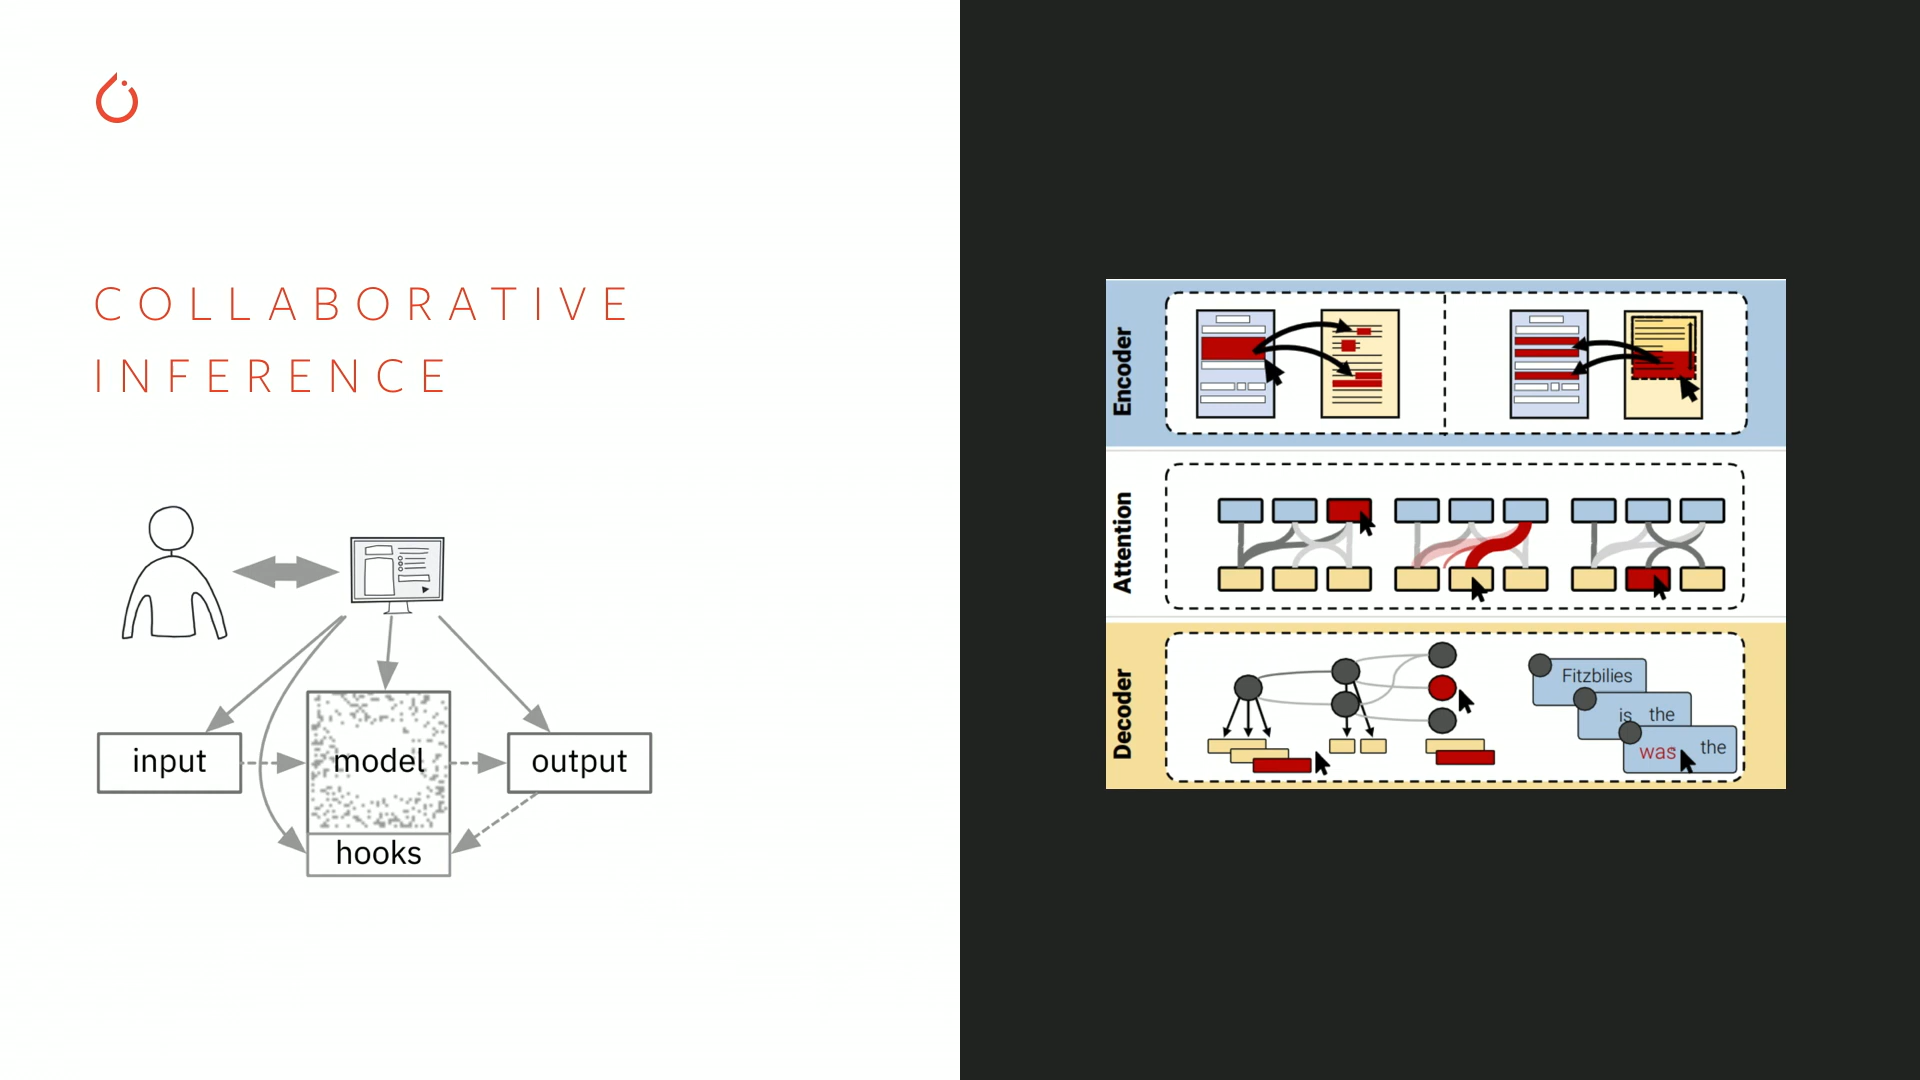 COLLABORATIVE
INFERENCE
input
model
output
hooks
Encoder
Attention
Decoder
Fitzbilies
is the
was the